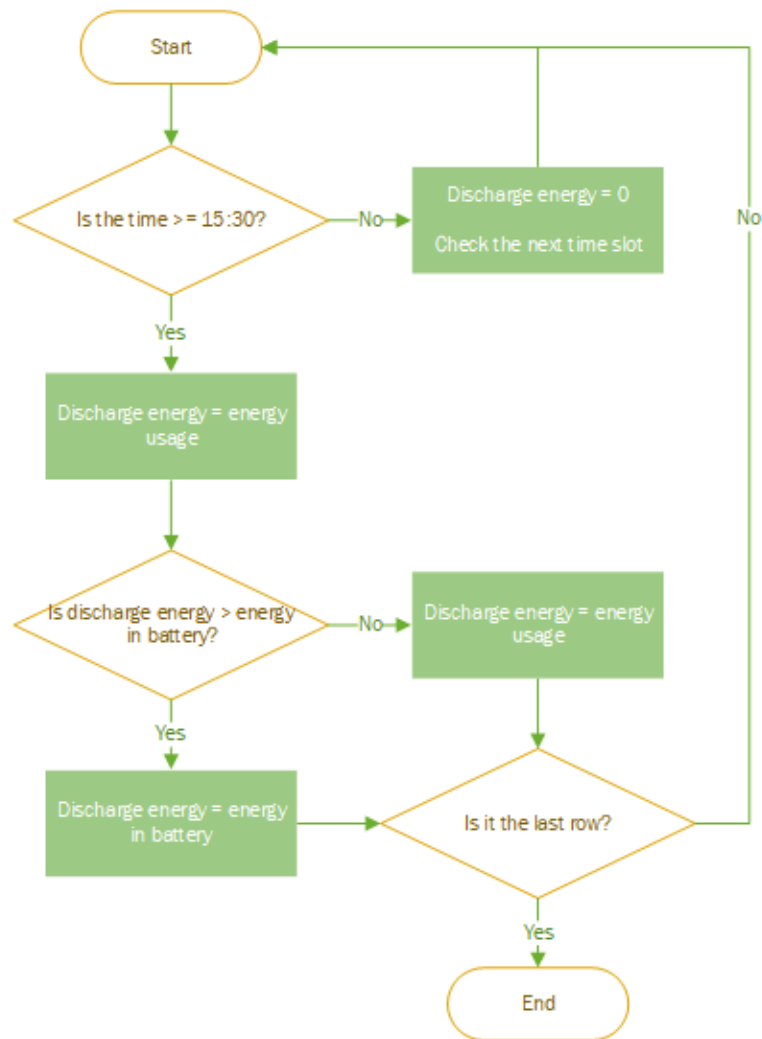 Start
Is the time >= 15:30?
No
Discharge energy = 0
Check the next time slot
No
Yes
Discharge energy = energy
usage
Is discharge energy > energy
in battery?
No
Discharge energy = energy
usage
Yes
Discharge energy = energy
in battery
Is it the last row?
Yes
End